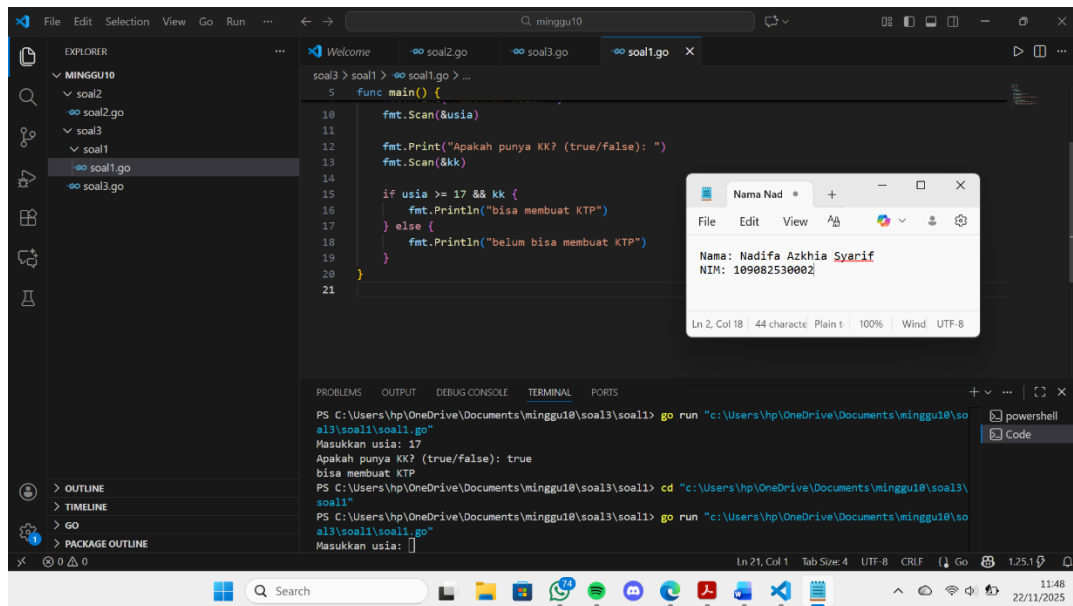 File Edit Selection View Go Run ··· minggu10
EXPLORER ···
MINGGU10
soal2
soal2.go
soal3
soal1
soal1.go
soal3.go
OUTLINE
TIMELINE
GO
PACKAGE OUTLINE
Welcome soal2.go soal3.go soal1.go
soal3 > soal1 > soal1.go > ...
5 func main() {
10 fmt.Scan(&usia)
11
12 fmt.Print("Apakah punya KK? (true/false): ")
13 fmt.Scan(&kk)
14
15 if usia >= 17 && kk {
16 fmt.Println("bisa membuat KTP")
17 } else {
18 fmt.Println("belum bisa membuat KTP")
19 }
20 }
21
Nama Nad
File Edit View
Nama: Nadifa Azkhia Syarif
NIM: 109082530002
Ln 2, Col 18 44 characte Plain t 100% Wind UTF-8
PROBLEMS OUTPUT DEBUG CONSOLE TERMINAL PORTS
PS C:\Users\hp\OneDrive\Documents\minggu10\soal3\soal1> go run "c:\Users\hp\OneDrive\Documents\minggu10\so
al3\soal1\soal1.go"
Masukkan usia: 17
Apakah punya KK? (true/false): true
bisa membuat KTP
PS C:\Users\hp\OneDrive\Documents\minggu10\soal3\soal1> cd "c:\Users\hp\OneDrive\Documents\minggu10\soal3\
soal1"
PS C:\Users\hp\OneDrive\Documents\minggu10\soal3\soal1> go run "c:\Users\hp\OneDrive\Documents\minggu10\so
al3\soal1\soal1.go"
Masukkan usia:
powershell
Code
1
0 0 Ln 21, Col 1 Tab Size: 4 UTF-8 CRLF Go 1.25.1
Search 74
11:48
22/11/2025